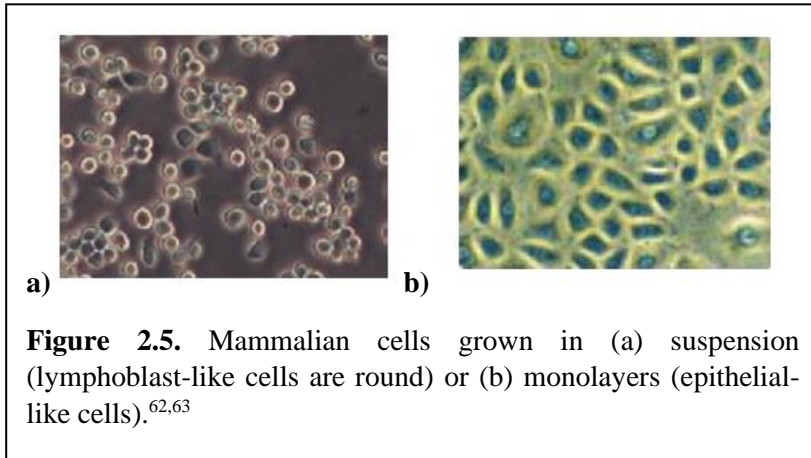 a) b)
Figure 2.5. Mammalian cells grown in (a) suspension
(lymphoblast-like cells are round) or (b) monolayers (epithelial-
like cells).62,63